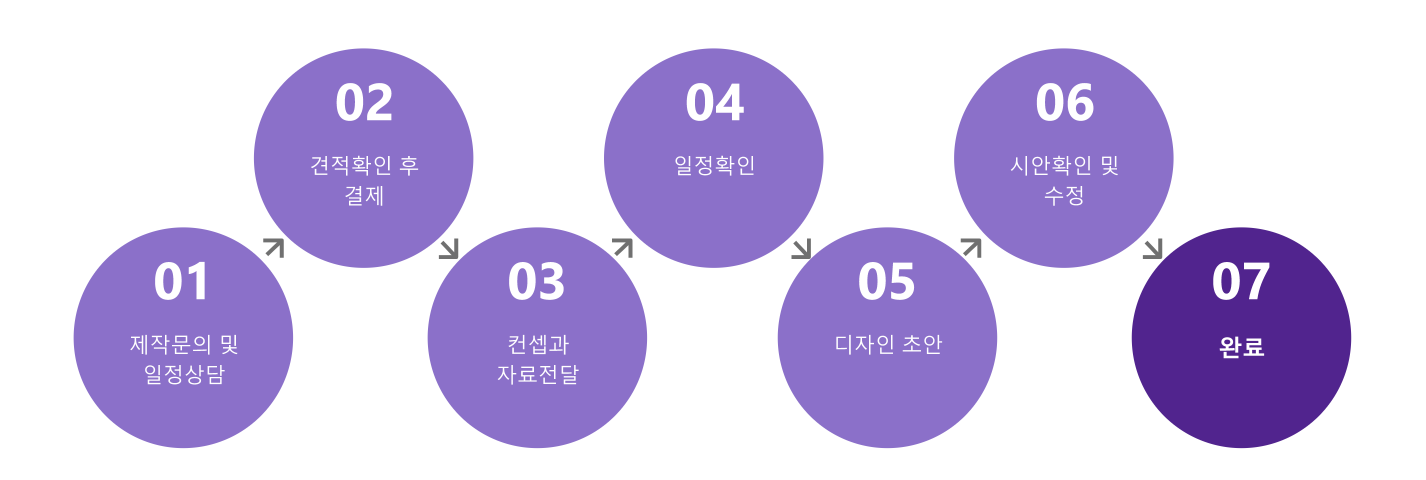 01
제작문의 및
일정상담
02
견적확인 후
결제
03
컨셉과
자료전달
04
일정확인
05
디자인 초안
06
시안확인 및
수정
07
완료